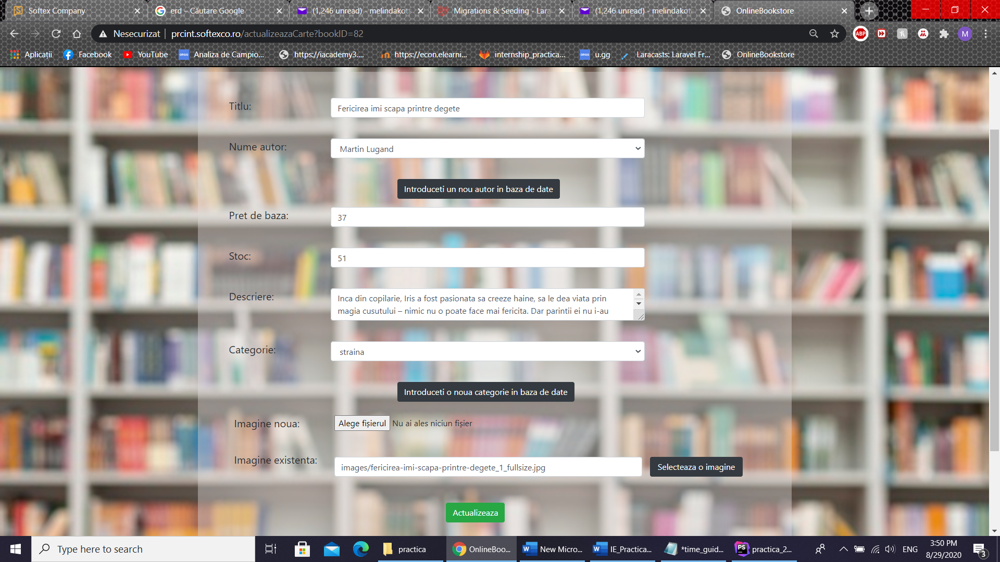 Softex Company
erd – Căutare Google
(1,246 unread) - melindakota
Migrations & Seeding - Lara
(1,246 unread) - melindakota
OnlineBookstore
Nesecurizat
prcint.softexco.ro/actualizeazaCarte?bookID=82
ABP
M
Aplicații
Facebook
YouTube
OPGG
Analiza de Campio...
https://iacademy3....
https://econ.elearni...
internship_practica...
OPGG
u.gg
Laracasts: Laravel Fr...
OnlineBookstore
Titlu:
Fericirea imi scapa printre degete
Nume autor:
Martin Lugand
Introduceti un nou autor in baza de date
Pret de baza:
37
Stoc:
51
Descriere:
Inca din copilarie, Iris a fost pasionata sa creeze haine, sa le dea viata prin
magia cusutului – nimic nu o poate face mai fericita. Dar parintii ei nu i-au
Categorie:
straina
Introduceti o noua categorie in baza de date
Imagine noua:
Alege fișierul
Nu ai ales niciun fișier
Imagine existenta:
images/fericirea-imi-scapa-printre-degete_1_fullsize.jpg
Selecteaza o imagine
Actualizeaza
Type here to search
practica
OnlineBoo...
New Micro...
IE_Practica...
*time_guid...
PS
practica_2...
ENG
3:50 PM
8/29/2020
3